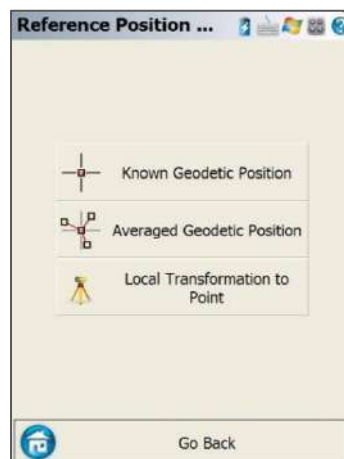 Reference Position ...
Known Geodetic Position
Averaged Geodetic Position
Local Transformation to
Point
Go Back